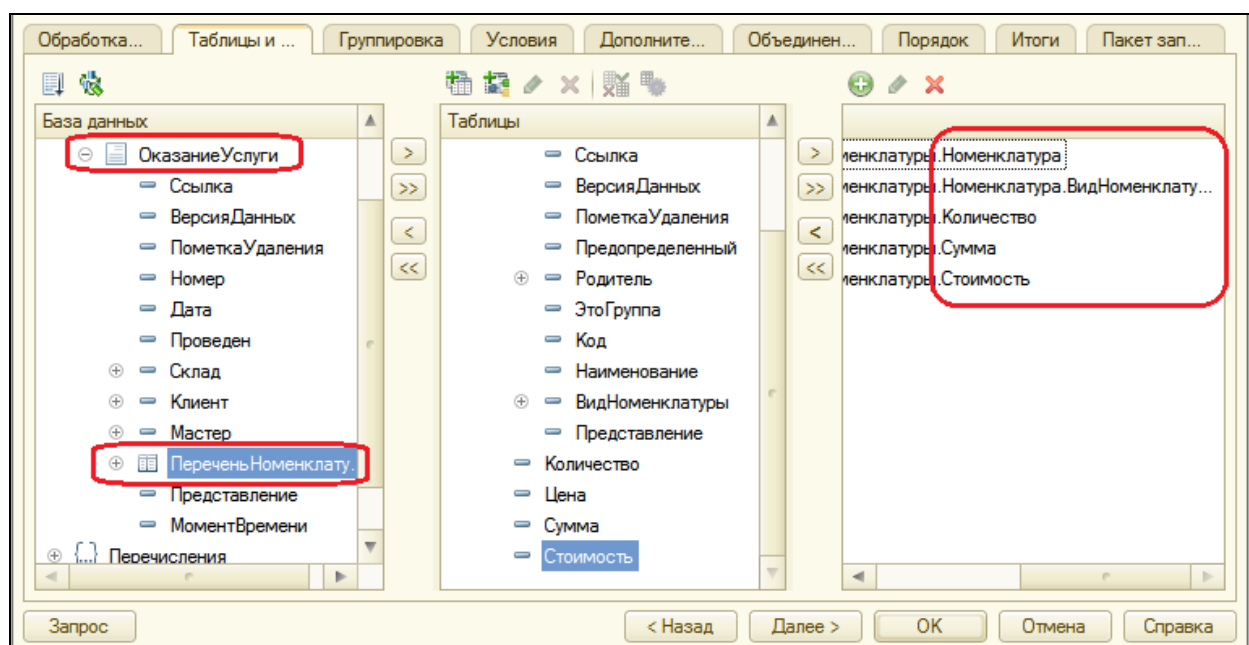 Обработка... Таблицы и ... Группировка Условия Дополните... Объединен... Порядок Итоги Пакет зап...
База данных
ОказаниеУслуги
Ссылка
ВерсияДанных
ПометкаУдаления
Номер
Дата
Проведен
Склад
Клиент
Мастер
ПереченьНоменклату.
Представление
МоментВремени
Перечисления
>
>>
<
<<
Таблицы
Ссылка
ВерсияДанных
ПометкаУдаления
Предопределенный
Родитель
ЭтоГруппа
Код
Наименование
ВидНоменклатуры
Представление
Количество
Цена
Сумма
Стоимость
>
>>
<
<<
менклатуры.Номенклатура
менклатуры.Номенклатура.ВидНоменклату...
менклатуры.Количество
менклатуры.Сумма
менклатуры.Стоимость
Запрос < Назад Далее > ОК Отмена Справка